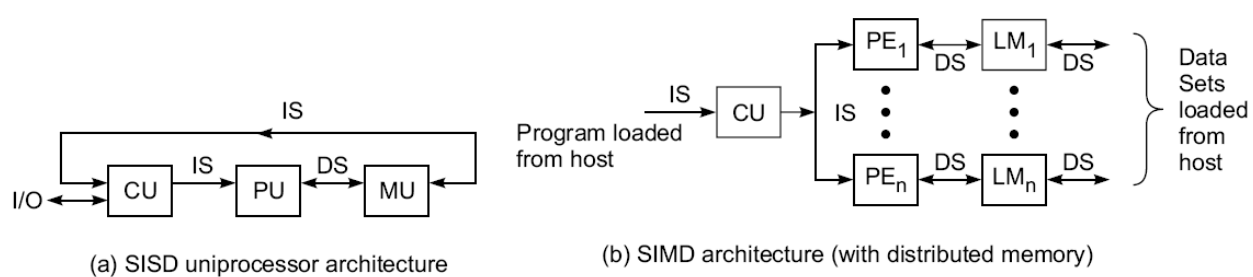 IS
IS
DS
I/O
CU
PU
MU
(a) SISD uniprocessor architecture
IS
Program loaded
from host
CU
IS
PE₁
DS
LM₁
DS
PEₙ
DS
LMₙ
DS
Data
Sets
loaded
from
host
(b) SIMD architecture (with distributed memory)